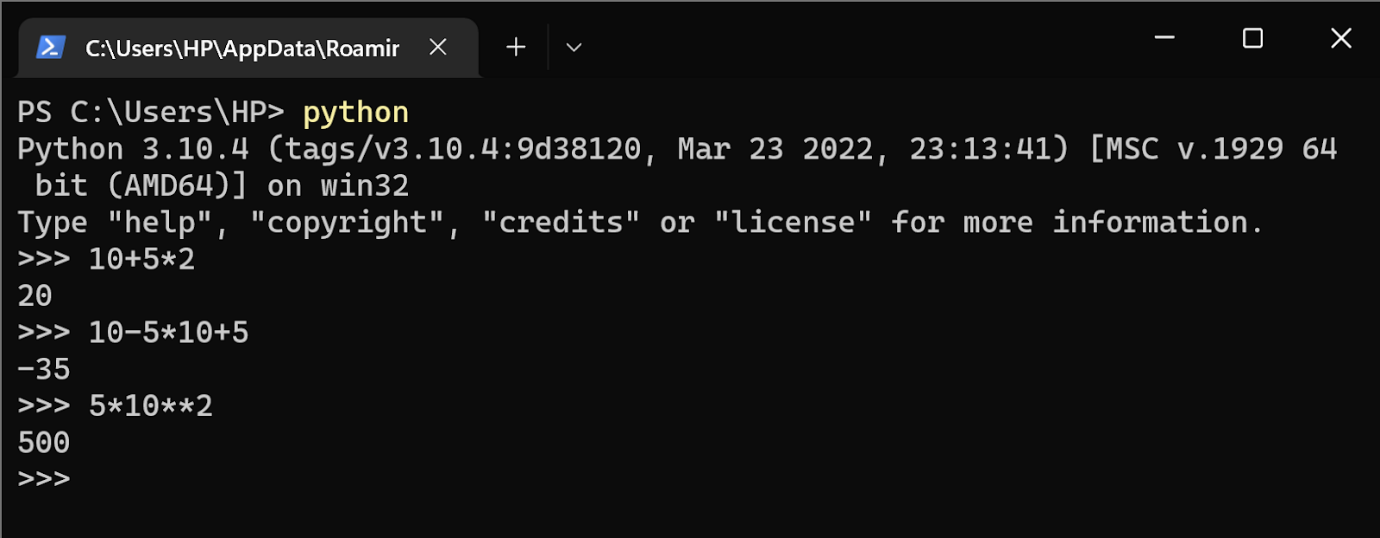 C:\Users\HP\AppData\Roamir
PS C:\Users\HP> python
Python 3.10.4 (tags/v3.10.4:9d38120, Mar 23 2022, 23:13:41) [MSC v.1929 64
 bit (AMD64)] on win32
Type "help", "copyright", "credits" or "license" for more information.
>>> 10+5*2
20
>>> 10-5*10+5
-35
>>> 5*10**2
500
>>>